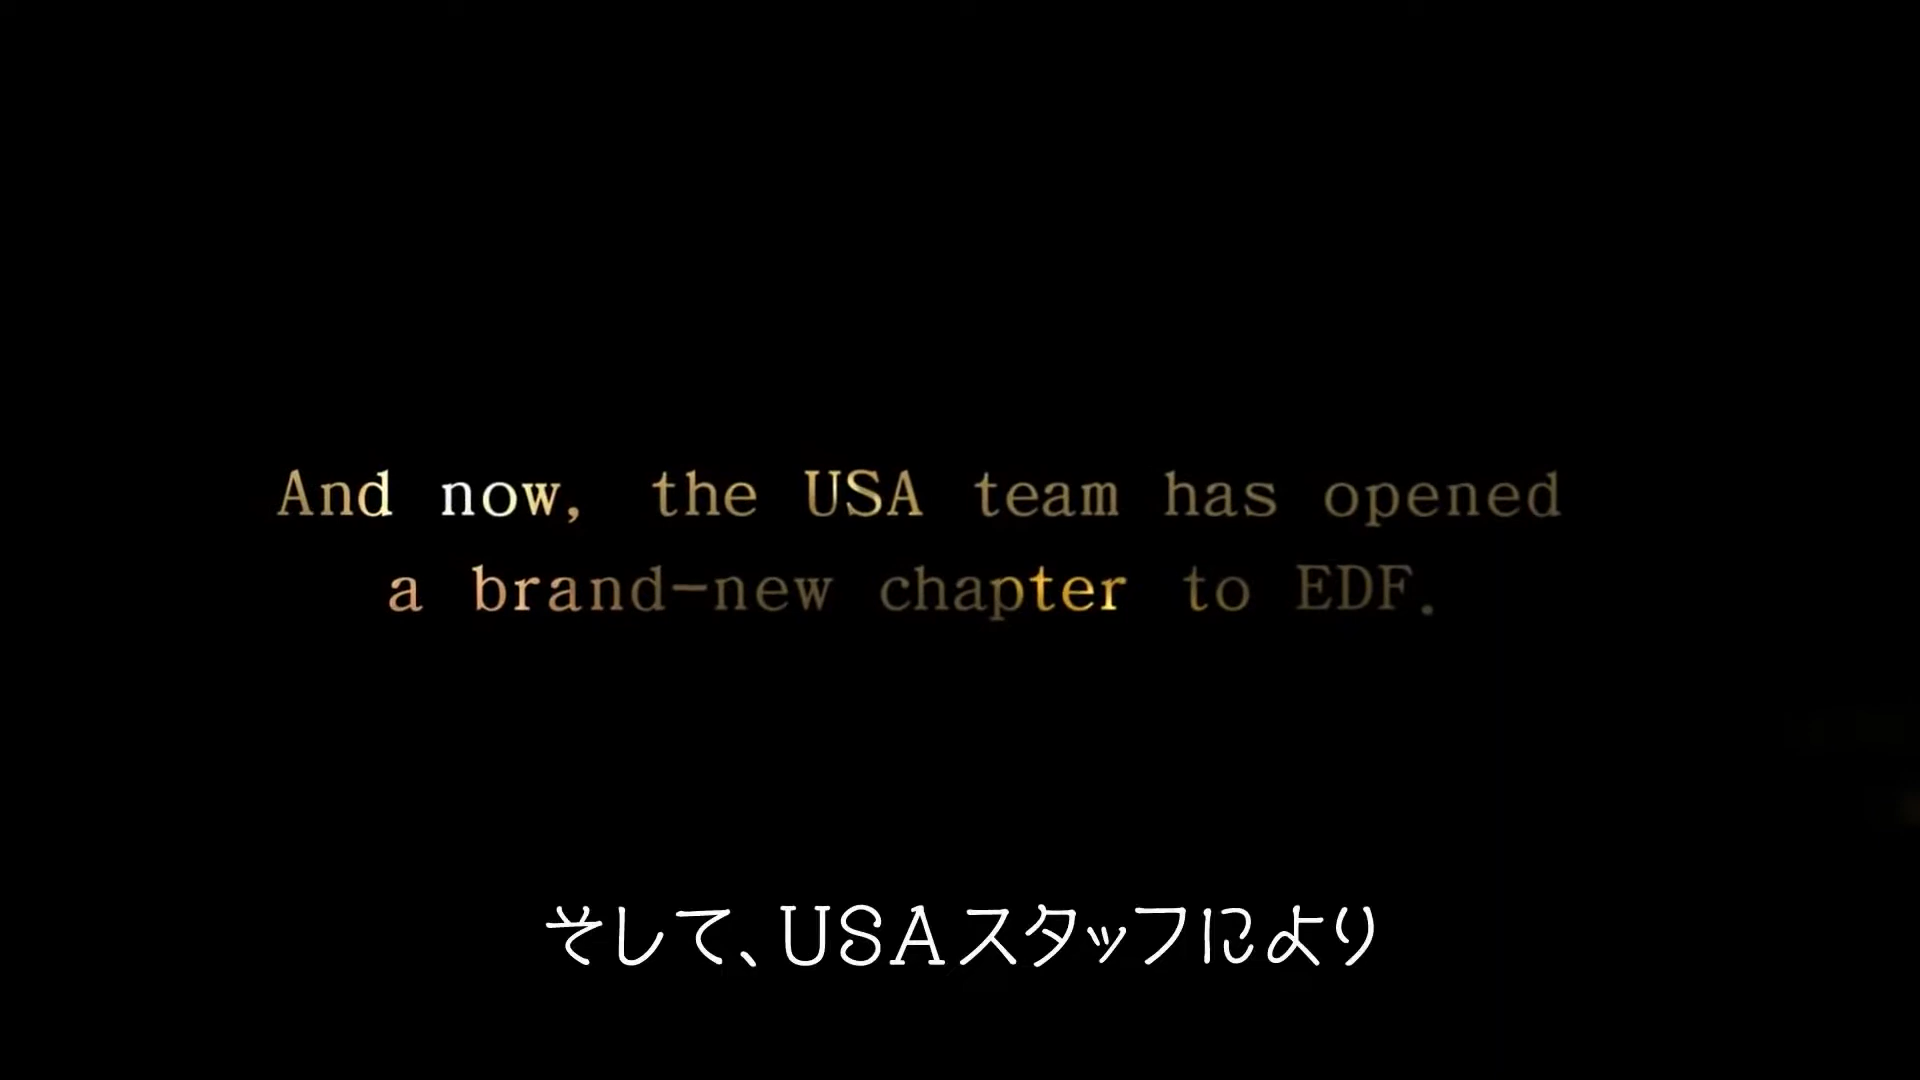 And now, the USA team has opened
a brand-new chapter to EDF.
そして、USAスタッフにより